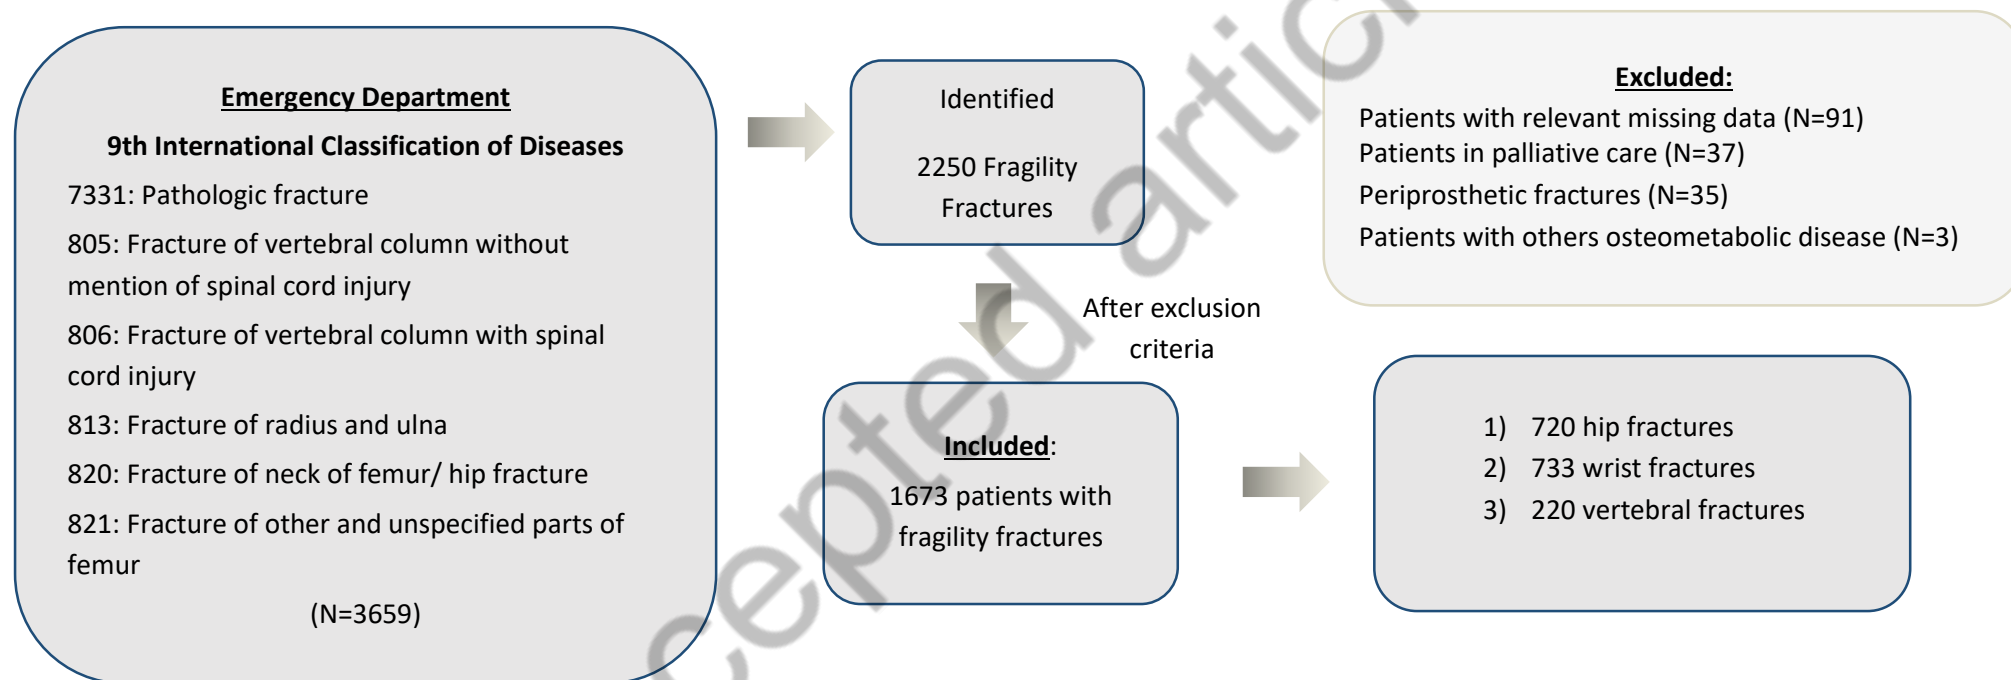 Emergency Department
9th International Classification of Diseases
7331: Pathologic fracture
805: Fracture of vertebral column without
mention of spinal cord injury
806: Fracture of vertebral column with spinal
cord injury
813: Fracture of radius and ulna
820: Fracture of neck of femur/ hip fracture
821: Fracture of other and unspecified parts of
femur
(N=3659)
Identified
2250 Fragility
Fractures
Excluded:
Patients with relevant missing data (N=91)
Patients in palliative care (N=37)
Periprosthetic fractures (N=35)
Patients with others osteometabolic disease (N=3)
After exclusion
criteria
Included:
1673 patients with
fragility fractures
1) 720 hip fractures
2) 733 wrist fractures
3) 220 vertebral fractures
cepted artic